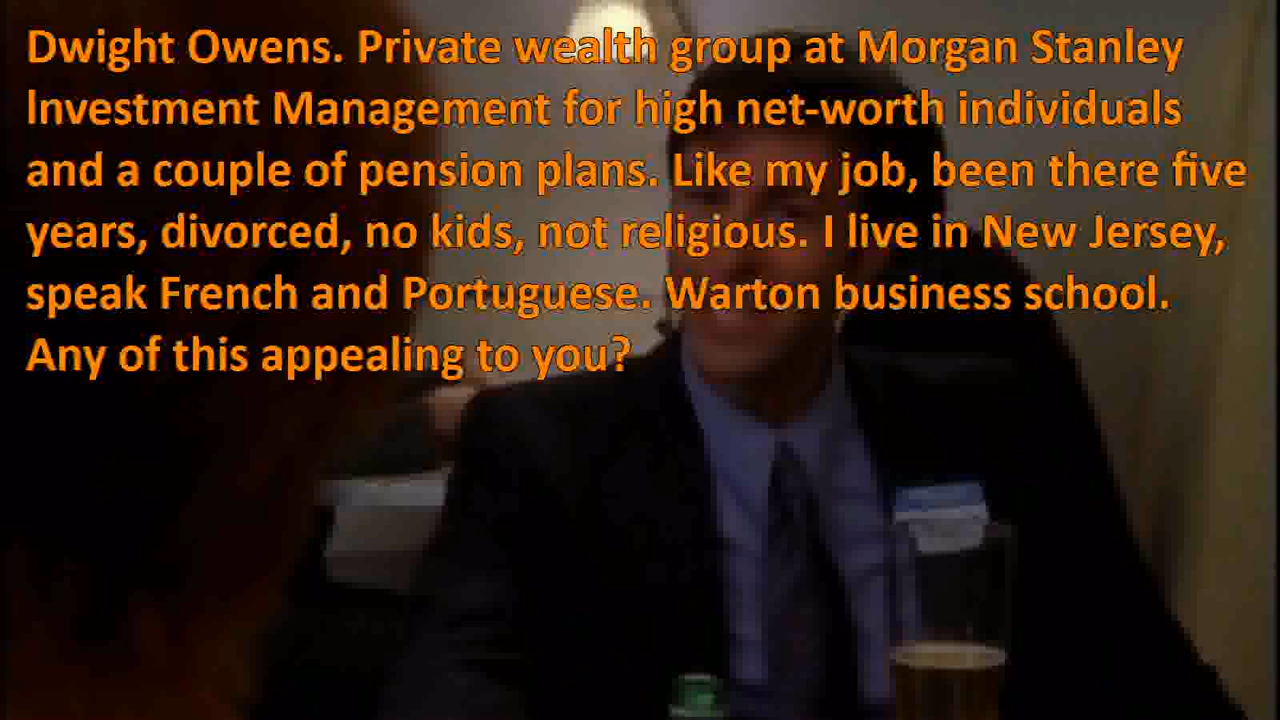 Dwight Owens. Private wealth group at Morgan Stanley
Investment Management for high net-worth individuals
and a couple of pension plans. Like my job, been there five
years, divorced, no kids, not religious. I live in New Jersey,
speak French and Portuguese. Warton business school.
Any of this appealing to you?